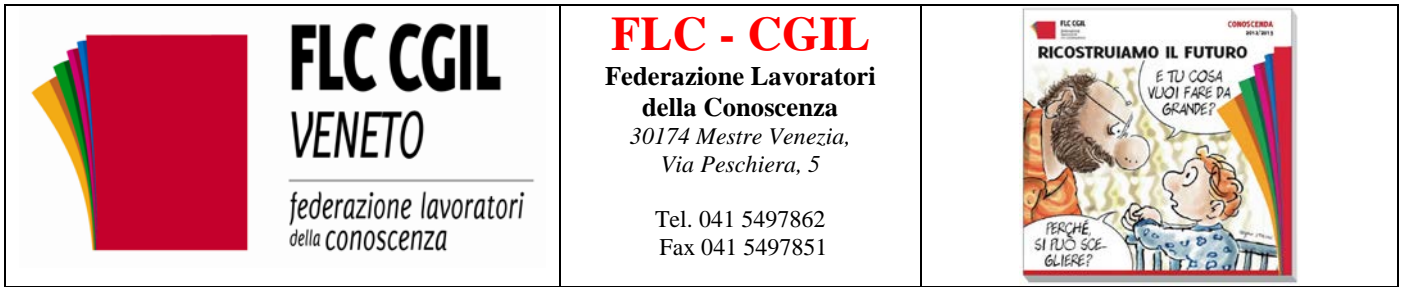 FLC CGIL
VENETO
federazione lavoratori
della conoscenza
FLC - CGIL
Federazione Lavoratori
della Conoscenza
30174 Mestre Venezia,
Via Peschiera, 5
Tel. 041 5497862
Fax 041 5497851
FLC CGIL
CONOSCENDA
2012/2013
RICOSTRUIAMO IL FUTURO
E TU COSA
VUOI FARE DA
GRANDE?
PERCHÉ,
SI PUÒ SCE-
GLIERE?